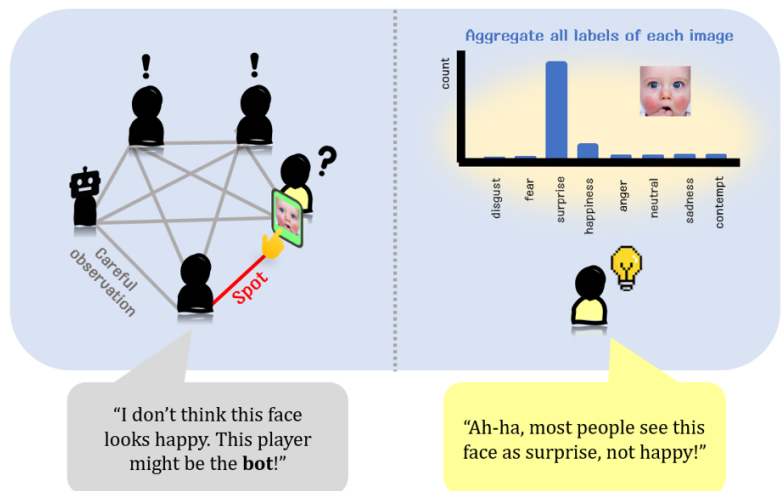 !
!
?
Careful
observation
Spot
“I don’t think this face
looks happy. This player
might be the bot!”
Aggregate all labels of each image
count
disgust
fear
surprise
happiness
anger
neutral
sadness
contempt
“Ah-ha, most people see this
face as surprise, not happy!”